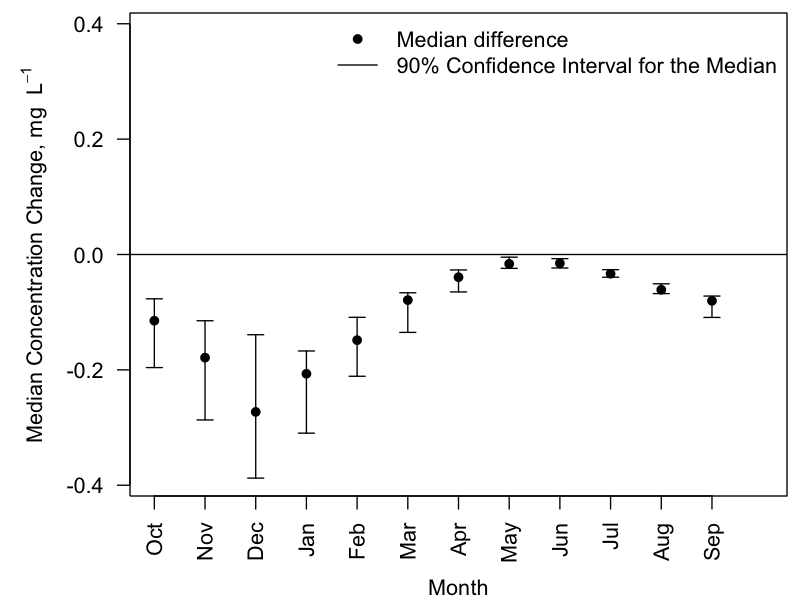 Median difference
90% Confidence Interval for the Median
0.4
0.2
0.0
-0.2
-0.4
Median Concentration Change, mg L⁻¹
Oct Nov Dec Jan Feb Mar Apr May Jun Jul Aug Sep
Month